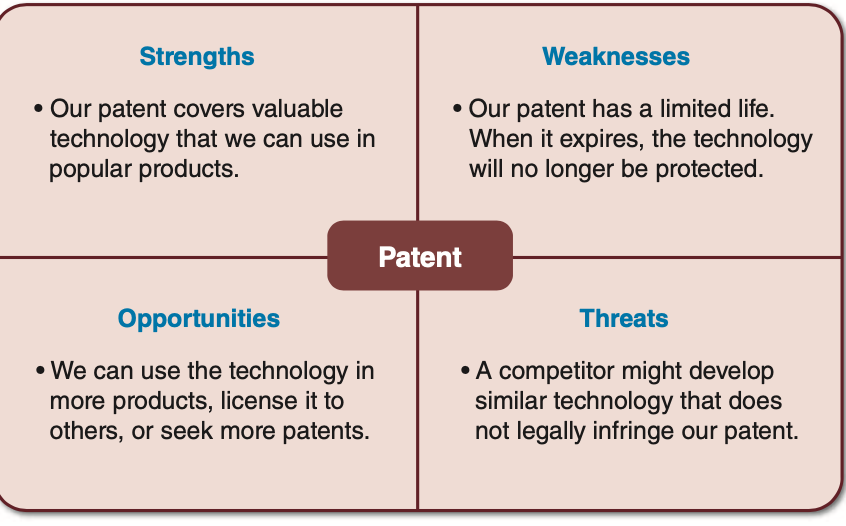 Strengths
• Our patent covers valuable
technology that we can use in
popular products.
Weaknesses
• Our patent has a limited life.
When it expires, the technology
will no longer be protected.
Patent
Opportunities
• We can use the technology in
more products, license it to
others, or seek more patents.
Threats
• A competitor might develop
similar technology that does
not legally infringe our patent.